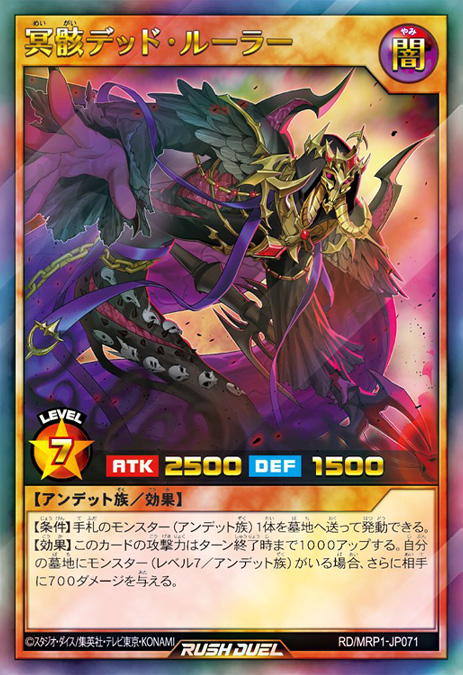 冥骸デッド・ルーラー
闇
LEVEL
7
ATK 2500 DEF 1500
【アンデット族／効果】
【条件】手札のモンスター（アンデット族）1体を墓地へ送って発動できる。
【効果】このカードの攻撃力はターン終了時まで1000アップする。自分
の墓地にモンスター（レベル7／アンデット族）がいる場合、さらに相手
に700ダメージを与える。
©スタジオ・ダイス/集英社・テレビ東京・KONAMI
RUSH DUEL
RD/MRP1-JP071